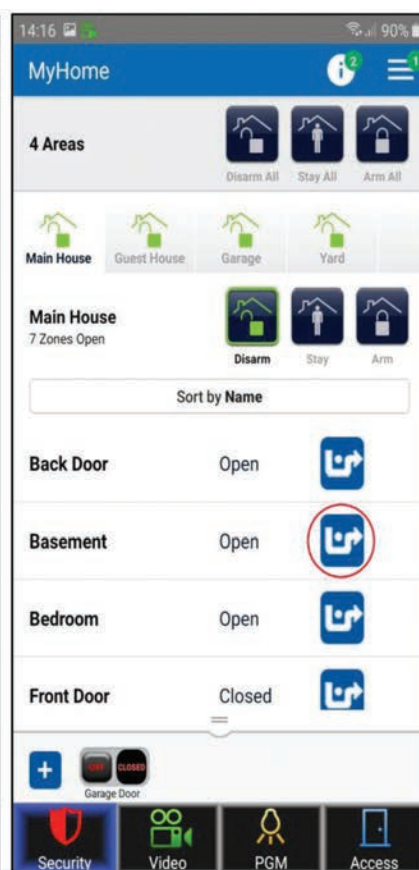 14:16 90%
MyHome 2 1
4 Areas
Disarm All Stay All Arm All
Main House Guest House Garage Yard
Main House
7 Zones Open
Disarm Stay Arm
Sort by Name
Back Door Open
Basement Open
Bedroom Open
Front Door Closed
OFF CLOSED
Garage Door
Security Video PGM Access